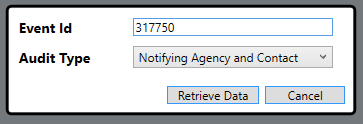 Event Id 317750
Audit Type Notifying Agency and Contact
Retrieve Data Cancel